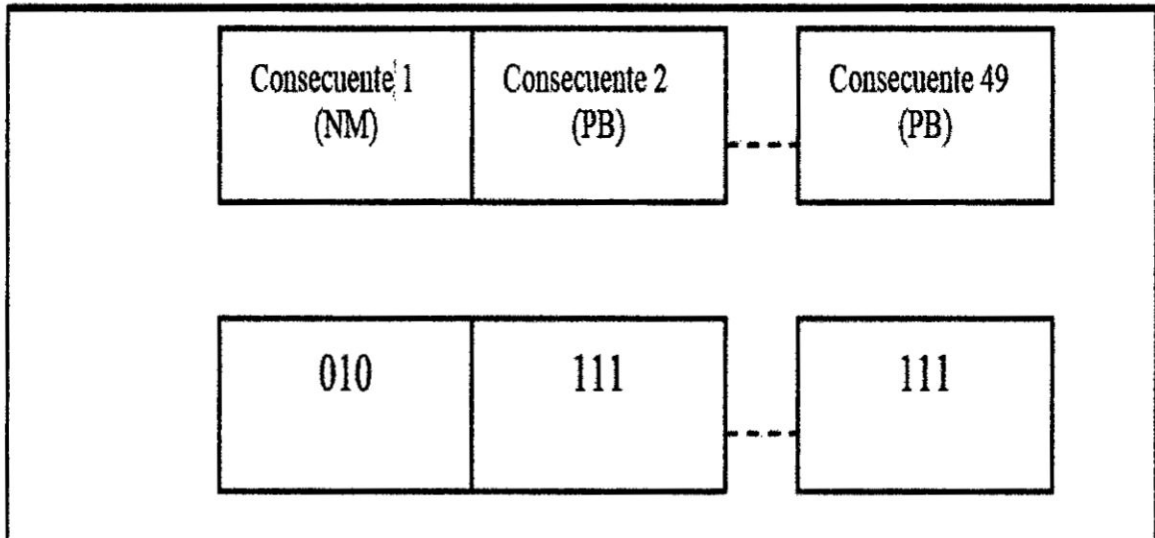 Consecuente 1
(NM)
Consecuente 2
(PB)
Consecuente 49
(PB)
010
111
111